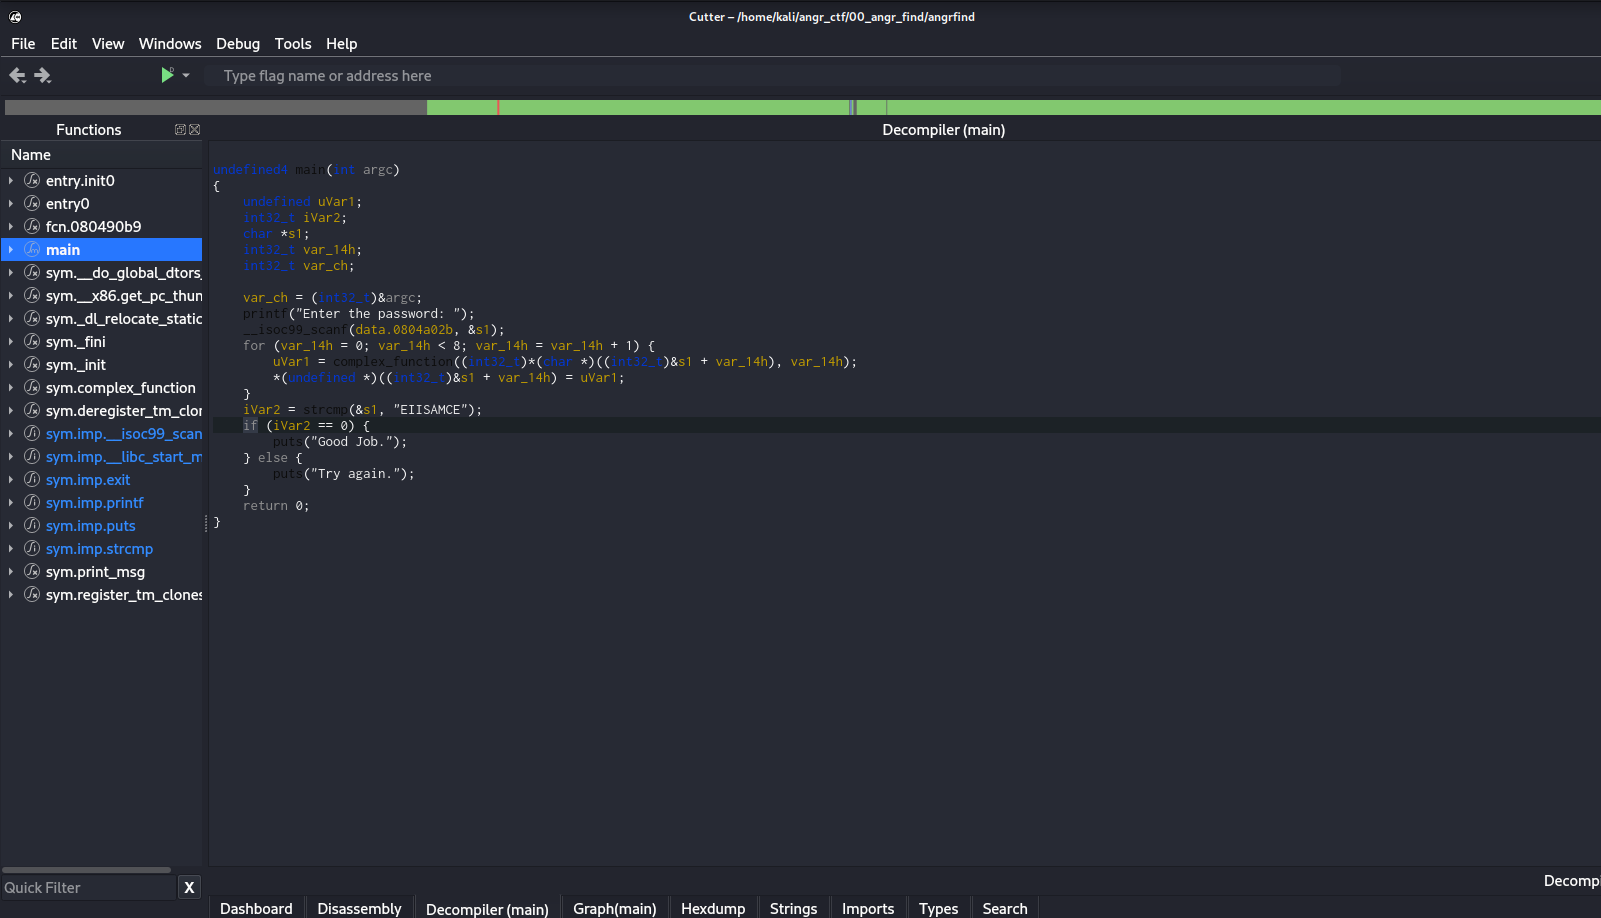 Cutter – /home/kali/angr_ctf/00_angr_find/angrfind
File Edit View Windows Debug Tools Help
Type flag name or address here
Functions
Decompiler (main)
Name
entry.init0
entry0
fcn.080490b9
main
sym.__do_global_dtors_
sym.__x86.get_pc_thun
sym._dl_relocate_static
sym._fini
sym._init
sym.complex_function
sym.deregister_tm_clor
sym.imp.__isoc99_scan
sym.imp.__libc_start_m
sym.imp.exit
sym.imp.printf
sym.imp.puts
sym.imp.strcmp
sym.print_msg
sym.register_tm_clones
undefined4 main(int argc)
{
    undefined uVar1;
    int32_t iVar2;
    char *s1;
    int32_t var_14h;
    int32_t var_ch;
    var_ch = (int32_t)&argc;
    printf("Enter the password: ");
    __isoc99_scanf(data.0804a02b, &s1);
    for (var_14h = 0; var_14h < 8; var_14h = var_14h + 1) {
        uVar1 = complex_function((int32_t)*(char *)((int32_t)&s1 + var_14h), var_14h);
        *(undefined *)((int32_t)&s1 + var_14h) = uVar1;
    }
    iVar2 = strcmp(&s1, "EIISAMCE");
    if (iVar2 == 0) {
        puts("Good Job.");
    } else {
        puts("Try again.");
    }
    return 0;
}
Quick Filter
X
Decompi
Dashboard Disassembly Decompiler (main) Graph(main) Hexdump Strings Imports Types Search